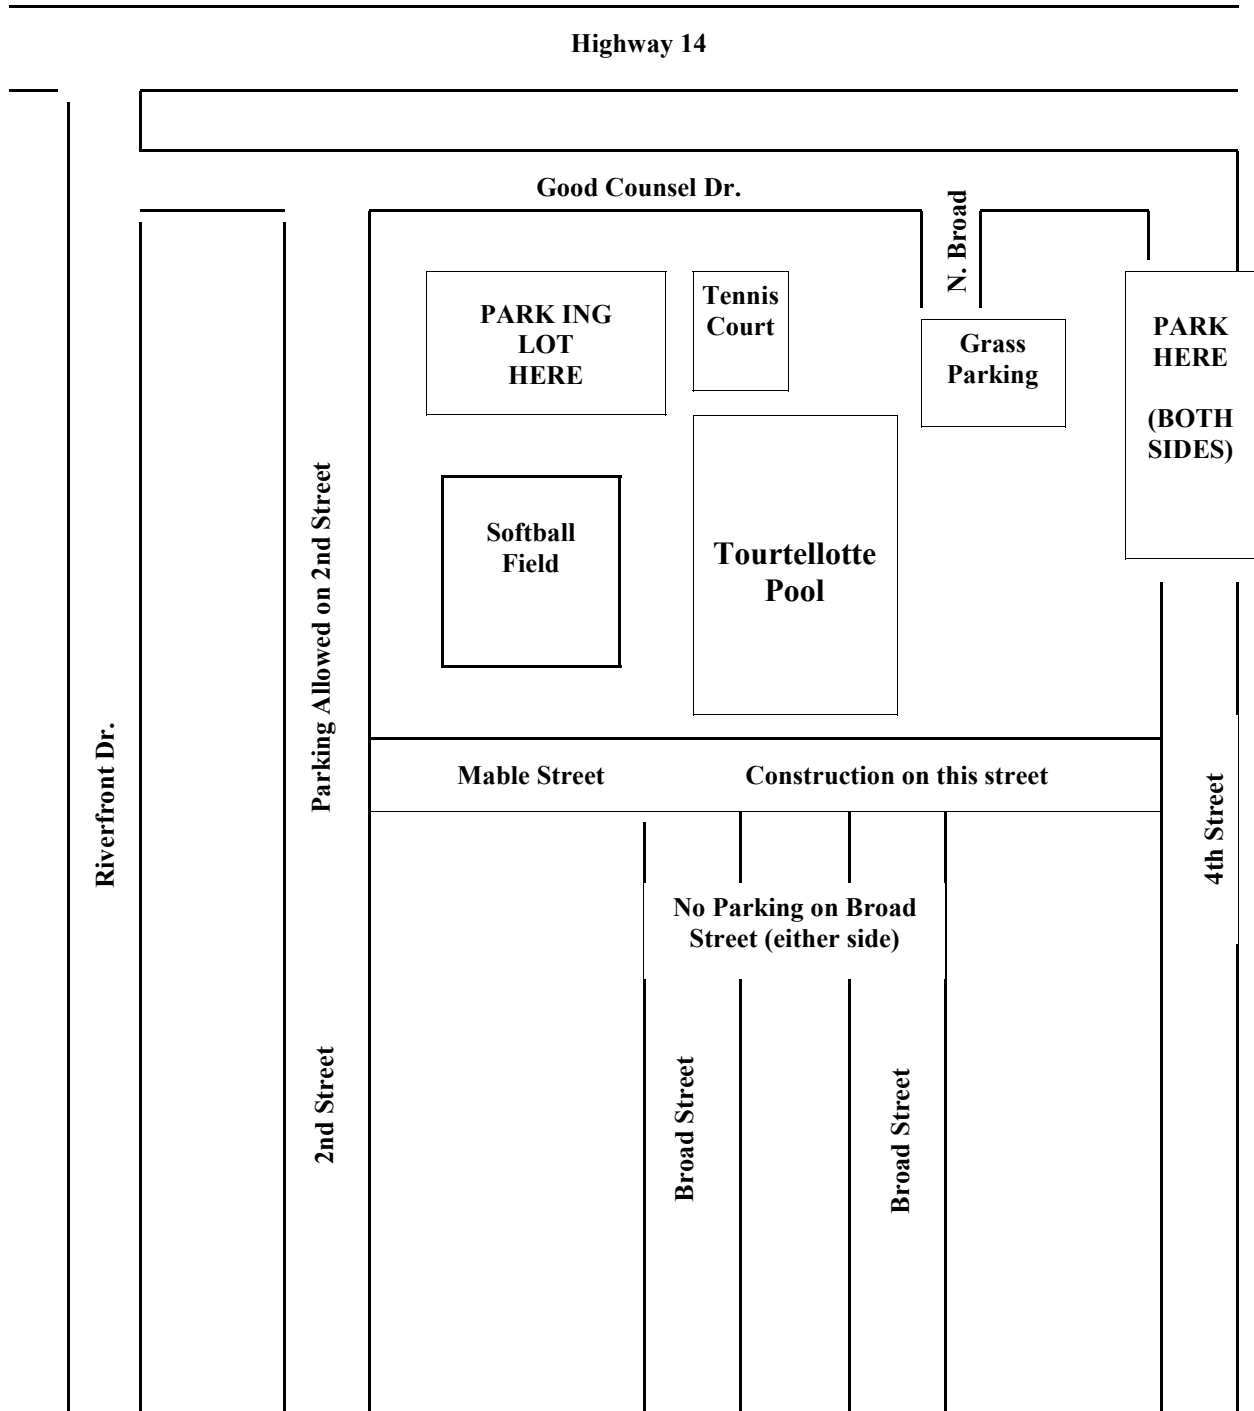 Highway 14
Good Counsel Dr.
N. Broad
PARK ING
LOT
HERE
Tennis
Court
Grass
Parking
PARK
HERE
(BOTH
SIDES)
Parking Allowed on 2nd Street
Softball
Field
Tourtellotte
Pool
Riverfront Dr.
Mable Street
Construction on this street
4th Street
No Parking on Broad
Street (either side)
2nd Street
Broad Street
Broad Street